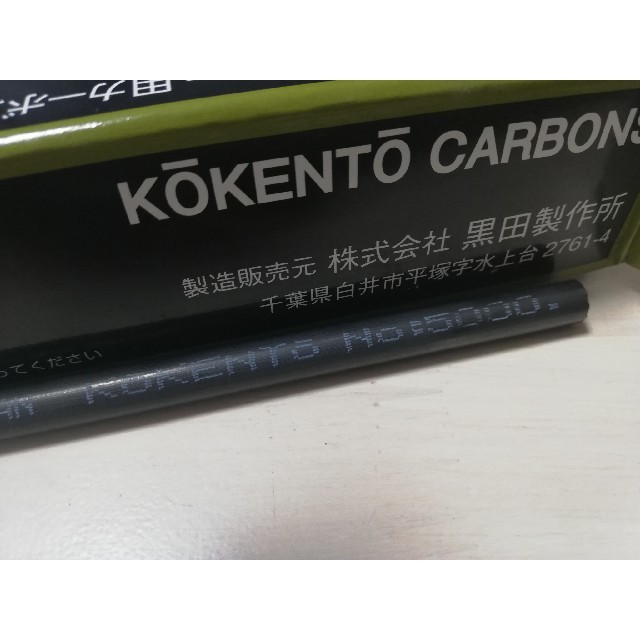 用カーボ
KŌKENTŌ CARBONS
製造販売元 株式会社 黒田製作所
千葉県白井市平塚字水上台 2761-4
ってください
KOKENTO No.5000.